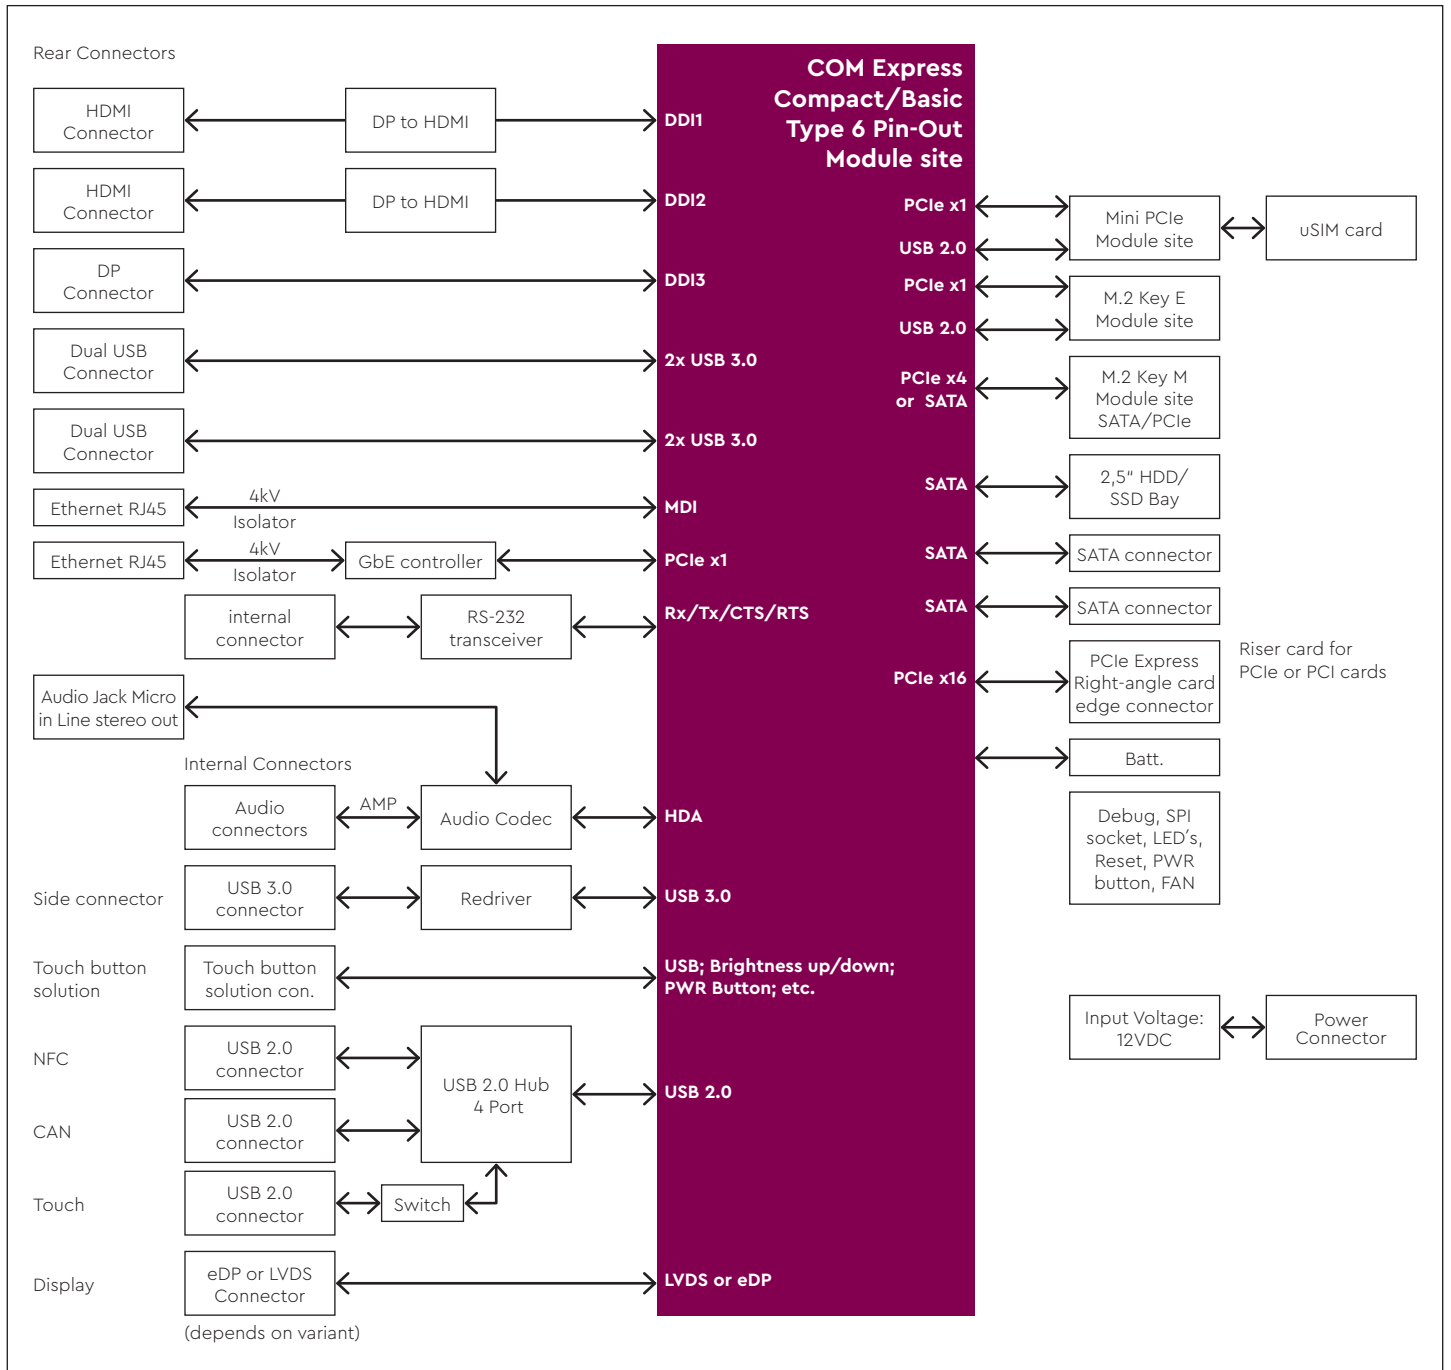 Rear Connectors
HDMI
Connector
DP to HDMI
DDI1
HDMI
Connector
DP to HDMI
DDI2
DP
Connector
DDI3
Dual USB
Connector
2x USB 3.0
Dual USB
Connector
2x USB 3.0
Ethernet RJ45
4kV
Isolator
MDI
Ethernet RJ45
4kV
Isolator
GbE controller
PCIe x1
internal
connector
RS-232
transceiver
Rx/Tx/CTS/RTS
Audio Jack Micro
in Line stereo out
Internal Connectors
Audio
connectors
AMP
Audio Codec
HDA
Side connector
USB 3.0
connector
Redriver
USB 3.0
Touch button
solution
Touch button
solution con.
USB; Brightness up/down;
PWR Button; etc.
NFC
USB 2.0
connector
USB 2.0 Hub
4 Port
USB 2.0
CAN
USB 2.0
connector
Touch
USB 2.0
connector
Switch
Display
eDP or LVDS
Connector
LVDS or eDP
(depends on variant)
COM Express
Compact/Basic
Type 6 Pin-Out
Module site
PCIe x1
USB 2.0
Mini PCIe
Module site
uSIM card
PCIe x1
USB 2.0
M.2 Key E
Module site
PCIe x4
or SATA
M.2 Key M
Module site
SATA/PCIe
SATA
2,5“ HDD/
SSD Bay
SATA
SATA connector
SATA
SATA connector
PCIe x16
PCIe Express
Right-angle card
edge connector
Riser card for
PCIe or PCI cards
Batt.
Debug, SPI
socket, LED´s,
Reset, PWR
button, FAN
Input Voltage:
12VDC
Power
Connector